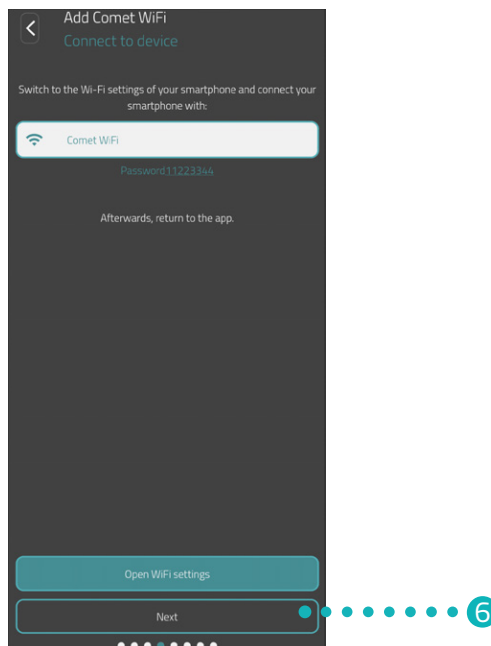 Add Comet WiFi
Connect to device
Switch to the Wi-Fi settings of your smartphone and connect your
smartphone with:
Comet WiFi
Password:11223344
Afterwards, return to the app.
Open WiFi settings
Next
6